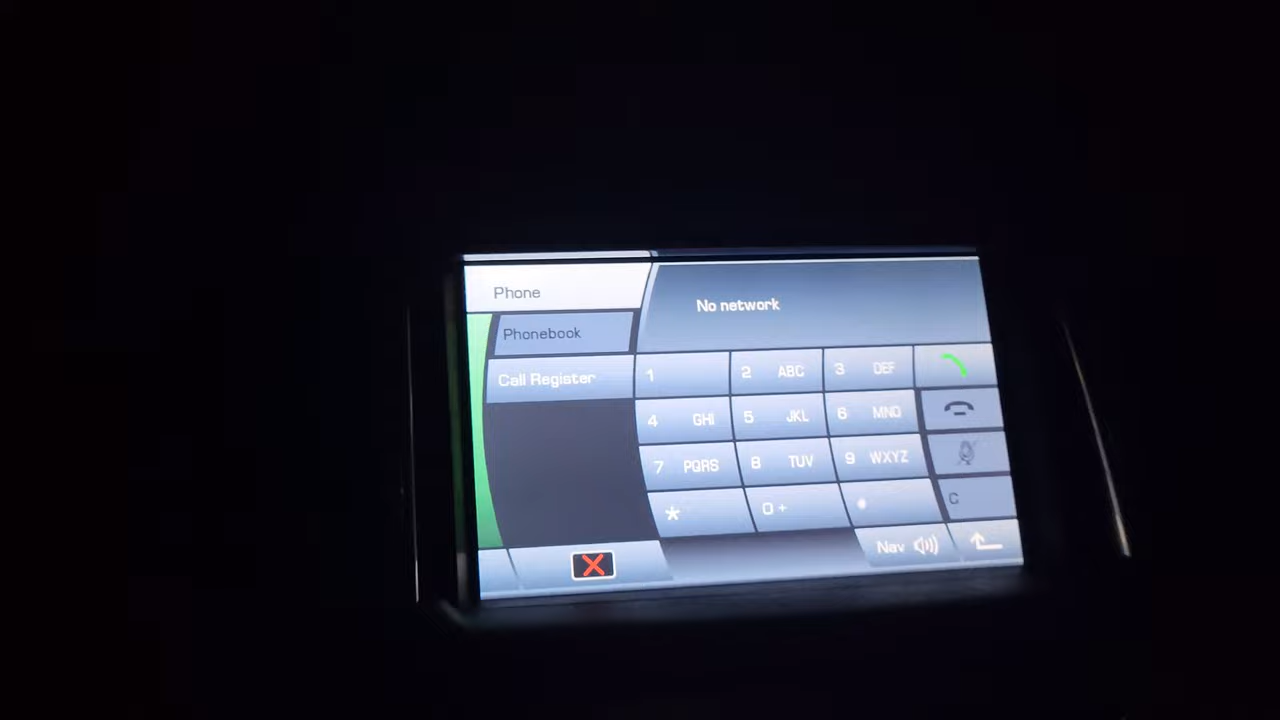 Phone
No network
Phonebook
Call Register
1
2 ABC
3 DEF
4 GHI
5 JKL
6 MNO
7 PQRS
8 TUV
9 WXYZ
*
0 +
C
Nav